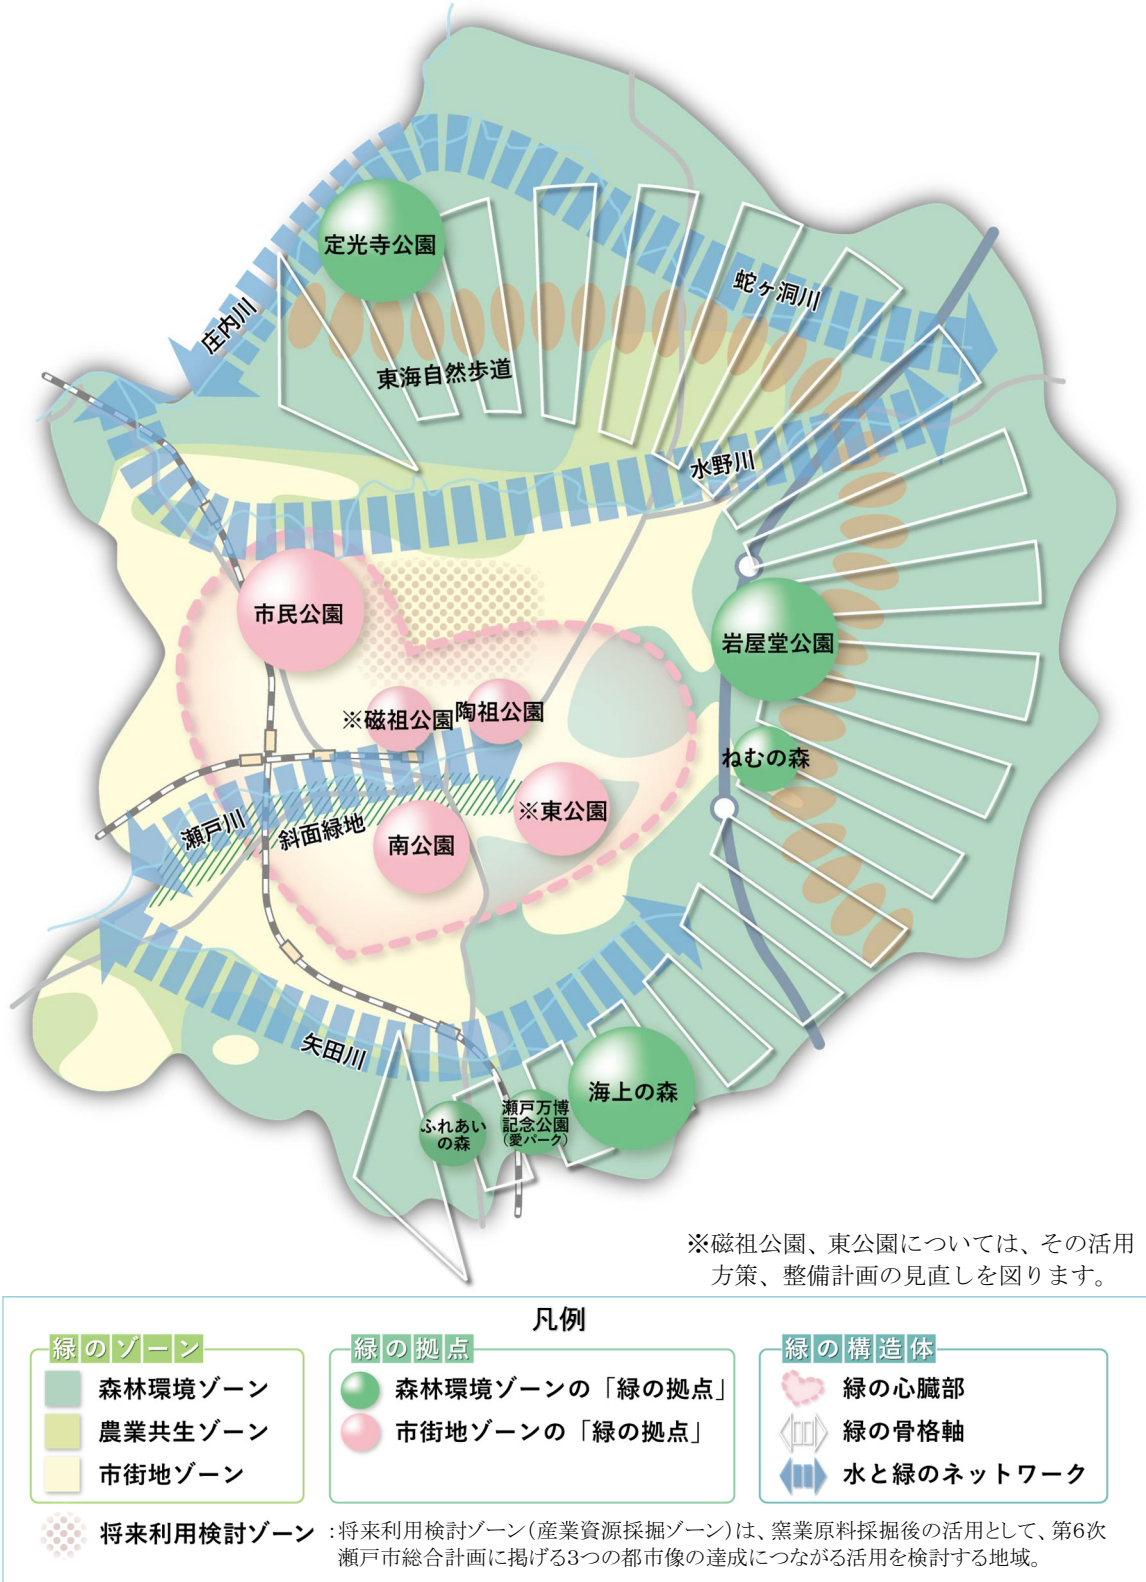 定光寺公園
蛇ヶ洞川
庄内川
東海自然歩道
水野川
市民公園
岩屋堂公園
※磁祖公園
陶祖公園
ねむの森
※東公園
瀬戸川
斜面緑地
南公園
矢田川
海上の森
瀬戸万博
記念公園
(愛パーク)
ふれあい
の森
※磁祖公園、東公園については、その活用
方策、整備計画の見直しを図ります。
凡例
緑のゾーン
森林環境ゾーン
農業共生ゾーン
市街地ゾーン
緑の拠点
森林環境ゾーンの「緑の拠点」
市街地ゾーンの「緑の拠点」
緑の構造体
緑の心臓部
緑の骨格軸
水と緑のネットワーク
将来利用検討ゾーン:将来利用検討ゾーン(産業資源採掘ゾーン)は、窯業原料採掘後の活用として、第6次
瀬戸市総合計画に掲げる3つの都市像の達成につながる活用を検討する地域。